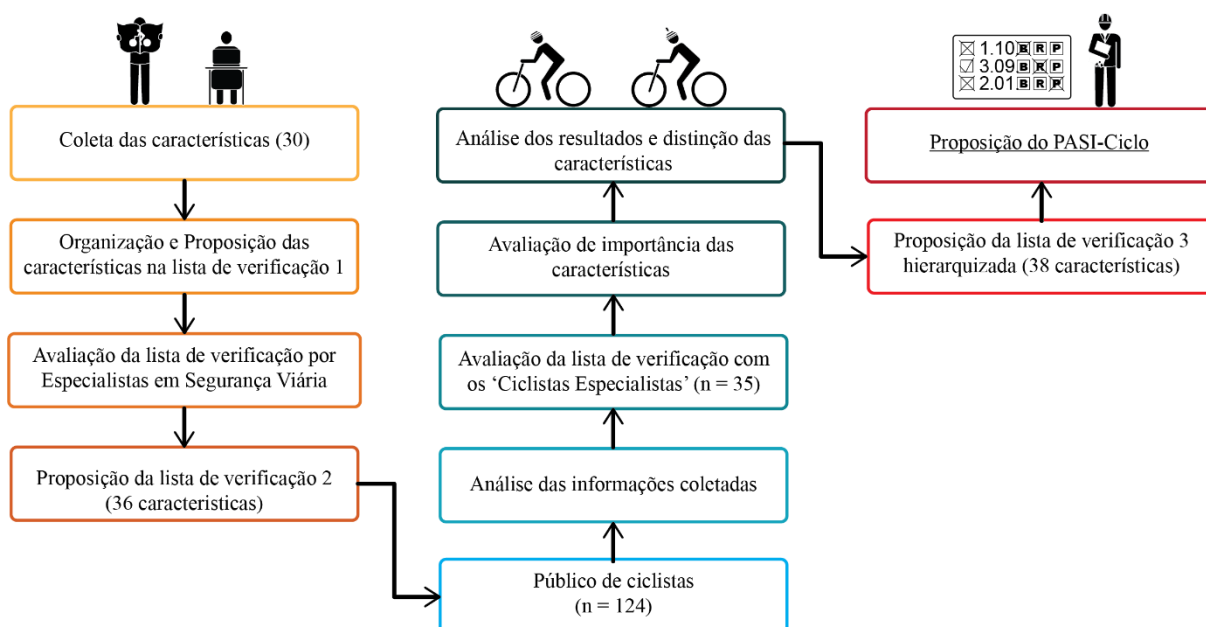 Coleta das características (30)
Organização e Proposição das
características na lista de verificação 1
Avaliação da lista de verificação por
Especialistas em Segurança Viária
Proposição da lista de verificação 2
(36 caracteristicas)
Público de ciclistas
(n = 124)
Análise das informações coletadas
Avaliação da lista de verificação com
os ‘Ciclistas Especialistas’ (n = 35)
Avaliação de importância das
características
Análise dos resultados e distinção das
características
Proposição da lista de verificação 3
hierarquizada (38 características)
Proposição do PASI-Ciclo
1.10 B R P
3.09 B R P
2.01 B R P